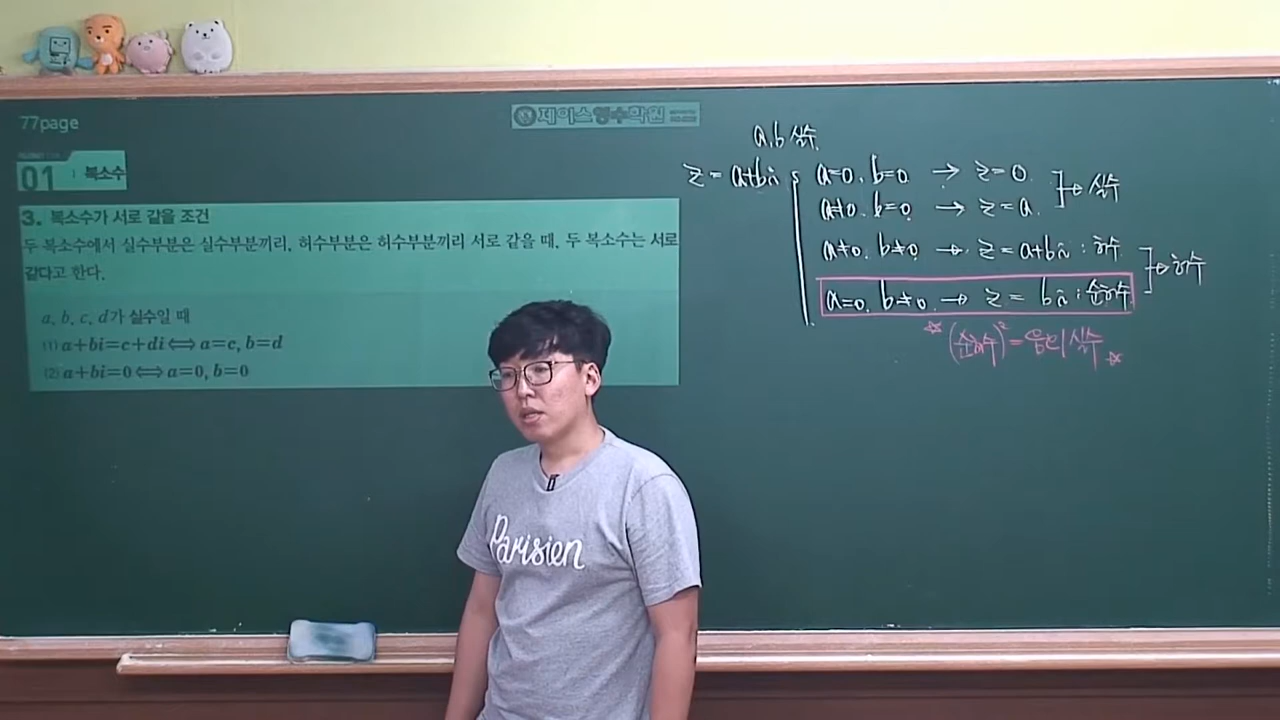 77page
제이스영수학원
01 복소수
3. 복소수가 서로 같을 조건
두 복소수에서 실수부분은 실수부분끼리, 허수부분은 허수부분끼리 서로 같을 때, 두 복소수는 서로
같다고 한다.
a, b, c, d가 실수일 때
(1) a+bi=c+di⟺a=c, b=d
(2) a+bi=0⟺a=0, b=0
a,b 실수
z = a+bi
a=0, b=0 → z=0
a≠0, b=0 → z=a
] → 실수
a≠0, b≠0 → z=a+bi : 허수
a=0, b≠0 → z= bi : 순허수
] → 허수
☆ (순허수)² = 음의 실수 ☆
Parisien